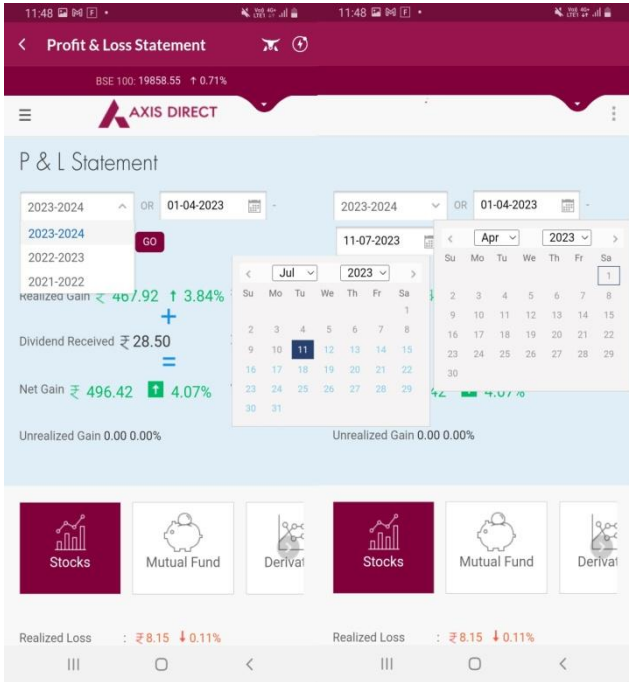 11:48
Profit & Loss Statement
BSE 100: 19858.55 ↑ 0.71%
AXIS DIRECT
P & L Statement
2023-2024 OR 01-04-2023 -
2023-2024
2022-2023
2021-2022
GO
Realized Gain ₹ 467.92 ↑ 3.84%
+
Dividend Received ₹ 28.50
=
Net Gain ₹ 496.42 ↑ 4.07%
Unrealized Gain 0.00 0.00%
Jul 2023
Su Mo Tu We Th Fr Sa
1
2 3 4 5 6 7 8
9 10 11 12 13 14 15
16 17 18 19 20 21 22
23 24 25 26 27 28 29
30 31
Stocks
Mutual Fund
Derivat
Realized Loss : ₹ 8.15 ↓ 0.11%
11:48
2023-2024 OR 01-04-2023 -
11-07-2023
Apr 2023
Su Mo Tu We Th Fr Sa
1
2 3 4 5 6 7 8
9 10 11 12 13 14 15
16 17 18 19 20 21 22
23 24 25 26 27 28 29
30
42 4.07%
Unrealized Gain 0.00 0.00%
Stocks
Mutual Fund
Derivat
Realized Loss : ₹ 8.15 ↓ 0.11%